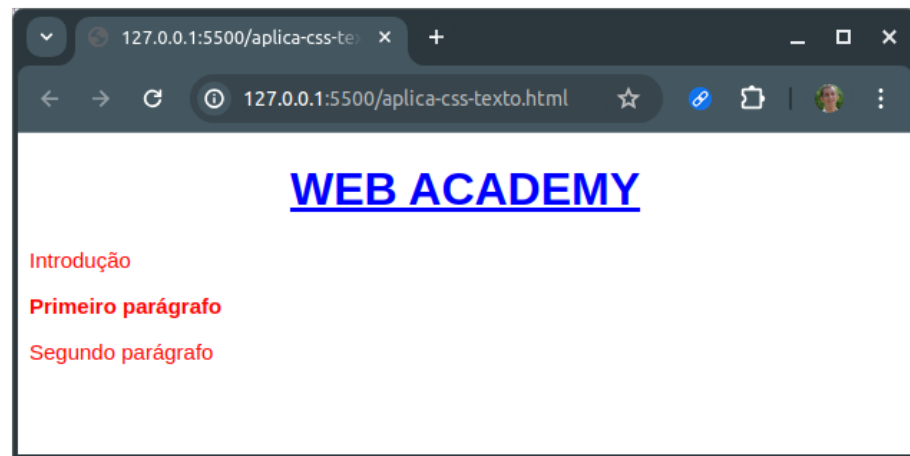 127.0.0.1:5500/aplica-css-te
127.0.0.1:5500/aplica-css-texto.html
WEB ACADEMY
Introdução
Primeiro parágrafo
Segundo parágrafo